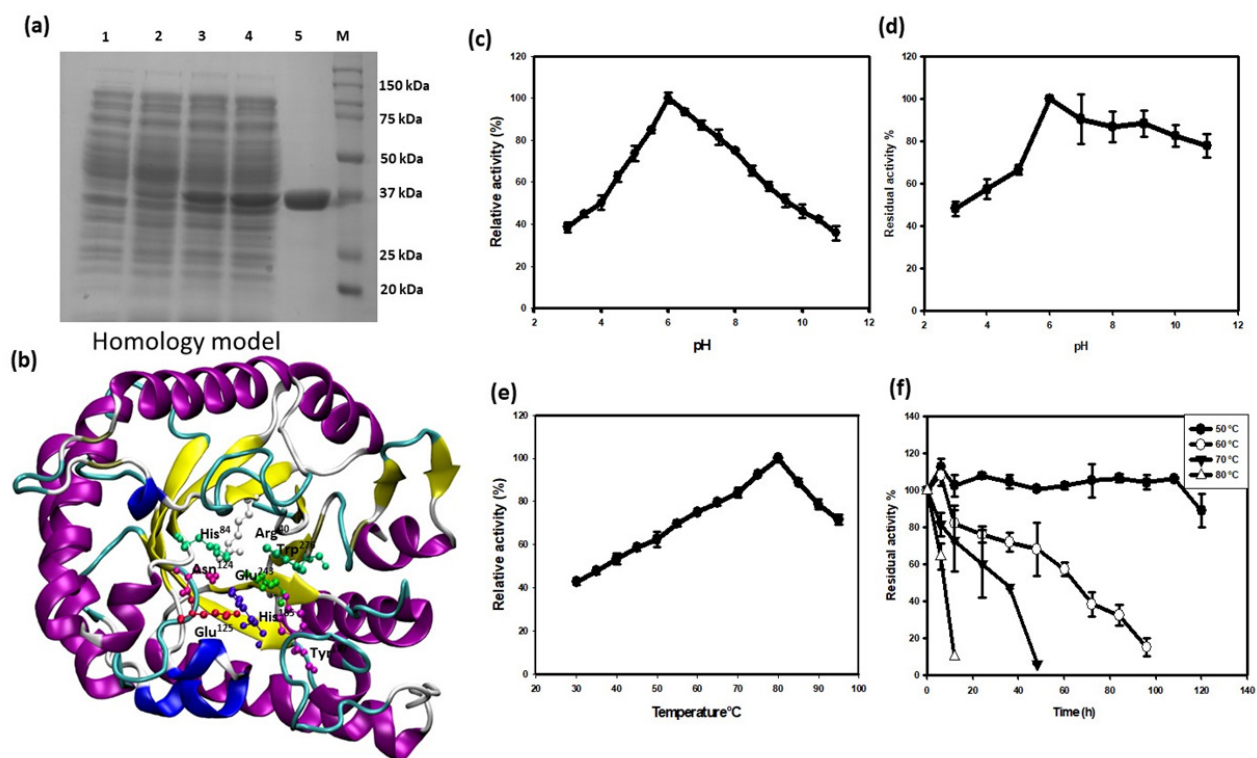 (a)
1 2 3 4 5 M
150 kDa
75 kDa
50 kDa
37 kDa
25 kDa
20 kDa
Homology model
(b)
His84
Arg
Trp276
Asn124
Glu243
His185
Glu125
Tyr
(c)
Relative activity (%)
120
100
80
60
40
20
0
2 4 6 8 10 12
pH
(d)
Residual activity %
120
100
80
60
40
20
0
2 4 6 8 10 12
pH
(e)
Relative activity (%)
120
100
80
60
40
20
0
20 30 40 50 60 70 80 90 100
Temperature°C
(f)
Residual activity %
140
120
100
80
60
40
20
0
0 20 40 60 80 100 120 140
Time (h)
50°C
60°C
70°C
80°C